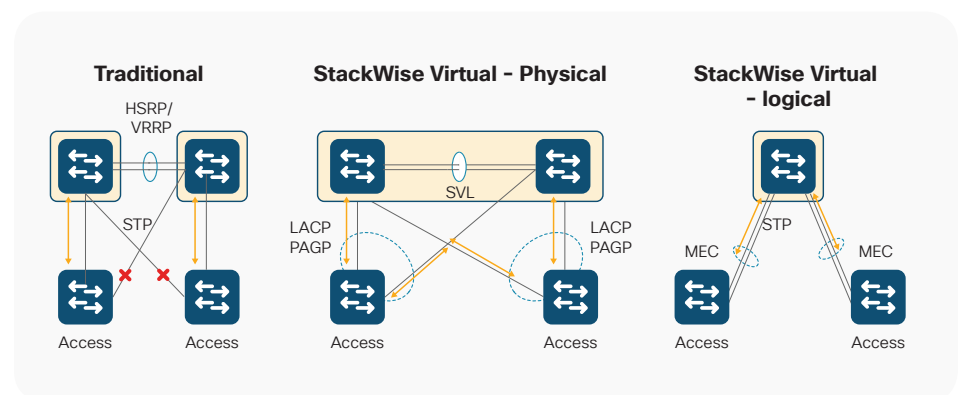 Traditional
HSRP/
VRRP
STP
Access
Access
StackWise Virtual – Physical
SVL
LACP
PAGP
LACP
PAGP
Access
Access
StackWise Virtual
– logical
STP
MEC
MEC
Access
Access